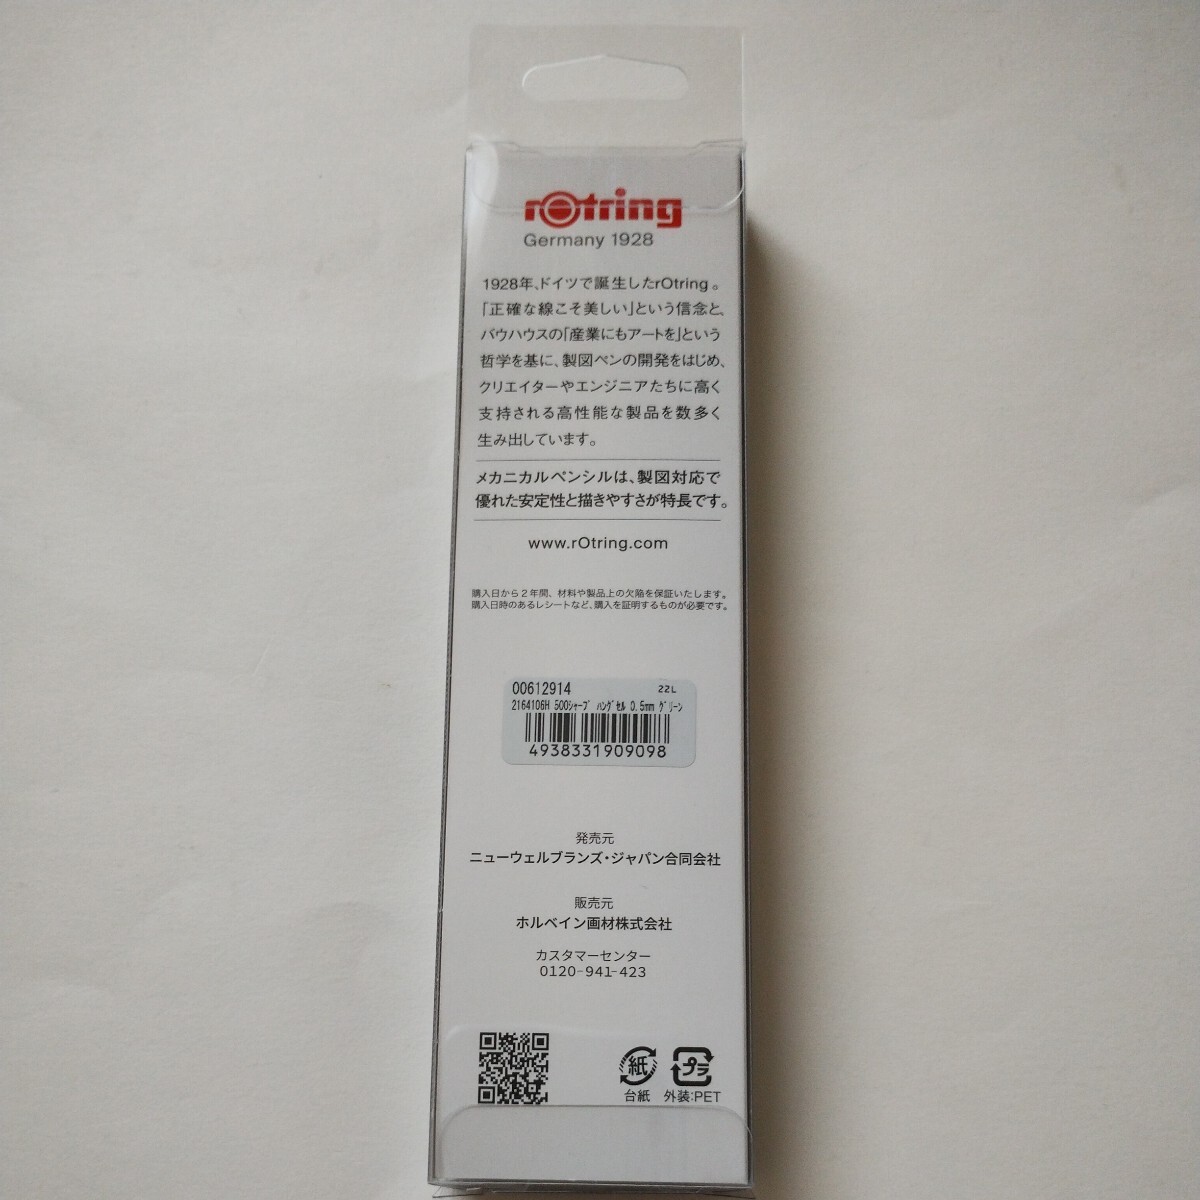 rOtring
Germany 1928
1928年、ドイツで誕生したrOtring。
「正確な線こそ美しい」という信念と、
バウハウスの「産業にもアートを」という
哲学を基に、製図ペンの開発をはじめ、
クリエイターやエンジニアたちに高く
支持される高性能な製品を数多く
生み出しています。
メカニカルペンシルは、製図対応で
優れた安定性と描きやすさが特長です。
www.rOtring.com
購入日から2年間、材料や製品上の欠陥を保証いたします。
購入日時のあるレシートなど、購入を証明するものが必要です。
00612914 22L
2164106H 500シャープ ハングセル 0.5mm グリーン
4938331909098
発売元
ニューウェルブランズ・ジャパン合同会社
販売元
ホルベイン画材株式会社
カスタマーセンター
0120-941-423
紙 プラ
台紙 外装:PET